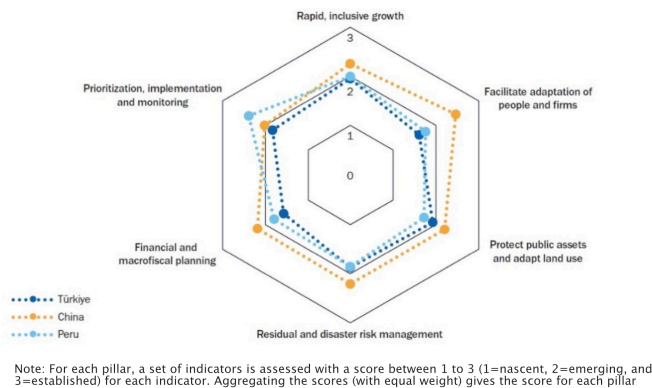 Rapid, inclusive growth
3
Prioritization, implementation
and monitoring
Facilitate adaptation of
people and firms
2
1
0
Financial and
macrofiscal planning
Protect public assets
and adapt land use
Türkiye
China
Peru
Residual and disaster risk management
Note: For each pillar, a set of indicators is assessed with a score between 1 to 3 (1=nascent, 2=emerging, and
3=established) for each indicator. Aggregating the scores (with equal weight) gives the score for each pillar